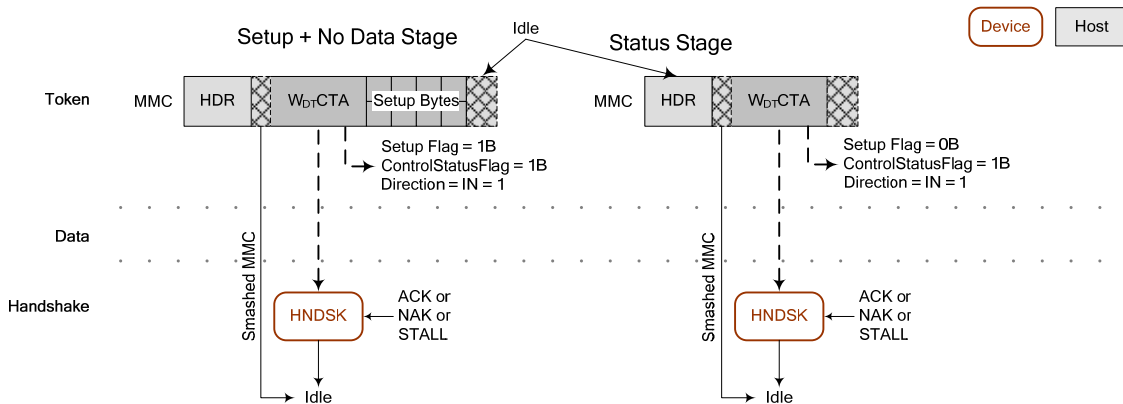 Device
Host
Setup + No Data Stage
Idle
Status Stage
Token
MMC
HDR
WDTCTA
Setup Bytes
MMC
HDR
WDTCTA
Setup Flag = 1B
ControlStatusFlag = 1B
Direction = IN = 1
Setup Flag = 0B
ControlStatusFlag = 1B
Direction = IN = 1
Data
Smashed MMC
Smashed MMC
Handshake
HNDSK
ACK or
NAK or
STALL
HNDSK
ACK or
NAK or
STALL
Idle
Idle